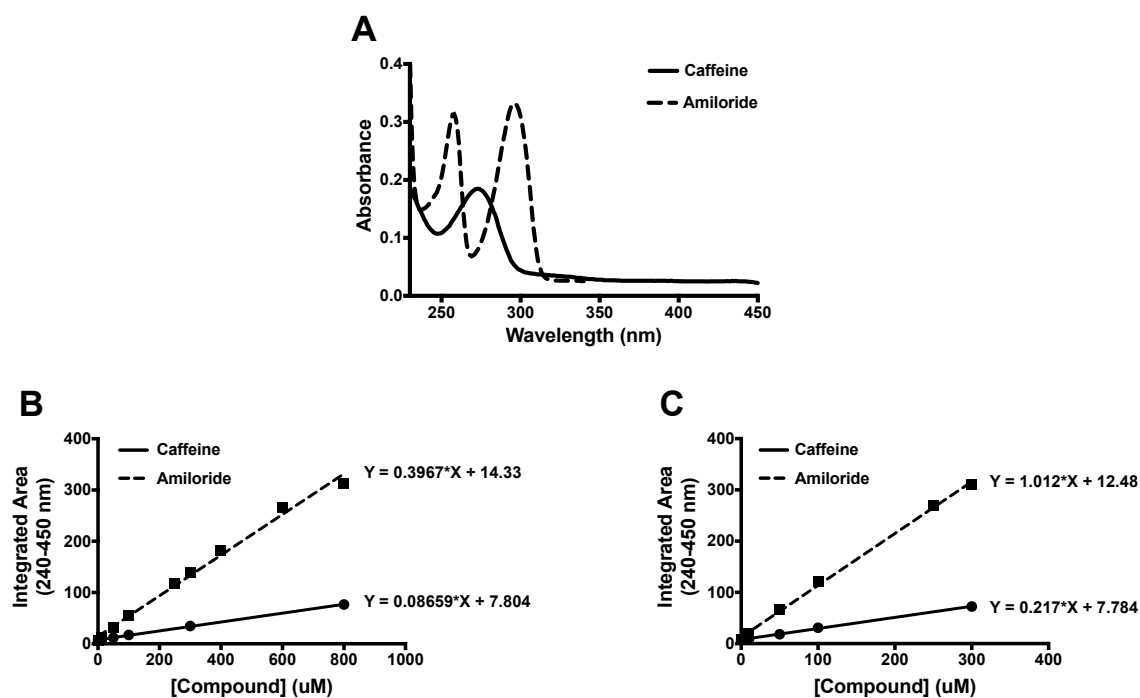 A
0.4
0.3
0.2
0.1
0.0
Absorbance
250 300 350 400 450
Wavelength (nm)
Caffeine
Amiloride
B
400
300
200
100
0
Integrated Area
(240-450 nm)
0 200 400 600 800 1000
[Compound] (uM)
Caffeine
Amiloride
Y = 0.3967*X + 14.33
Y = 0.08659*X + 7.804
C
400
300
200
100
0
Integrated Area
(240-450 nm)
0 100 200 300 400
[Compound] (uM)
Caffeine
Amiloride
Y = 1.012*X + 12.48
Y = 0.217*X + 7.784